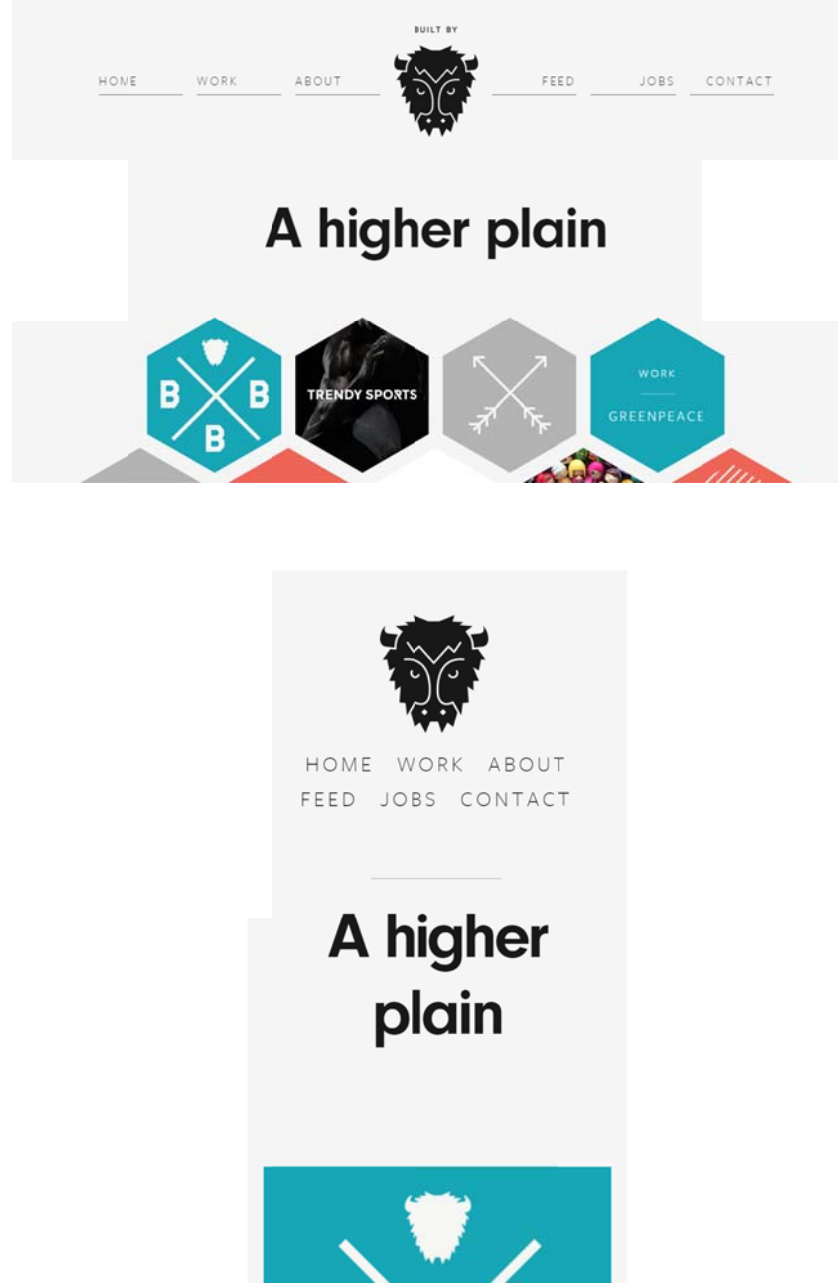 BUILT BY
HOME WORK ABOUT FEED JOBS CONTACT
A higher plain
B B
B
TRENDY SPORTS
WORK
GREENPEACE
HOME WORK ABOUT
FEED JOBS CONTACT
A higher
plain